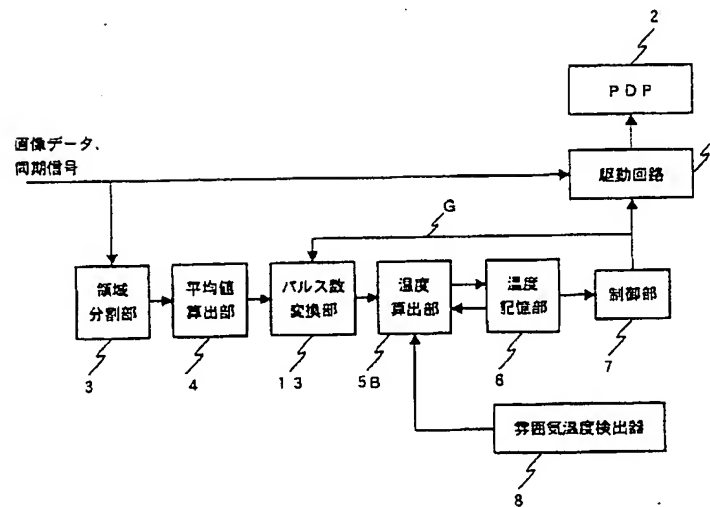 2
PDP
画像データ、
同期信号
駆動回路
G
領域
分割部
平均値
算出部
パルス数
変換部
温度
算出部
温度
記憶部
制御部
3
4
13
5B
6
7
雰囲気温度検出器
8